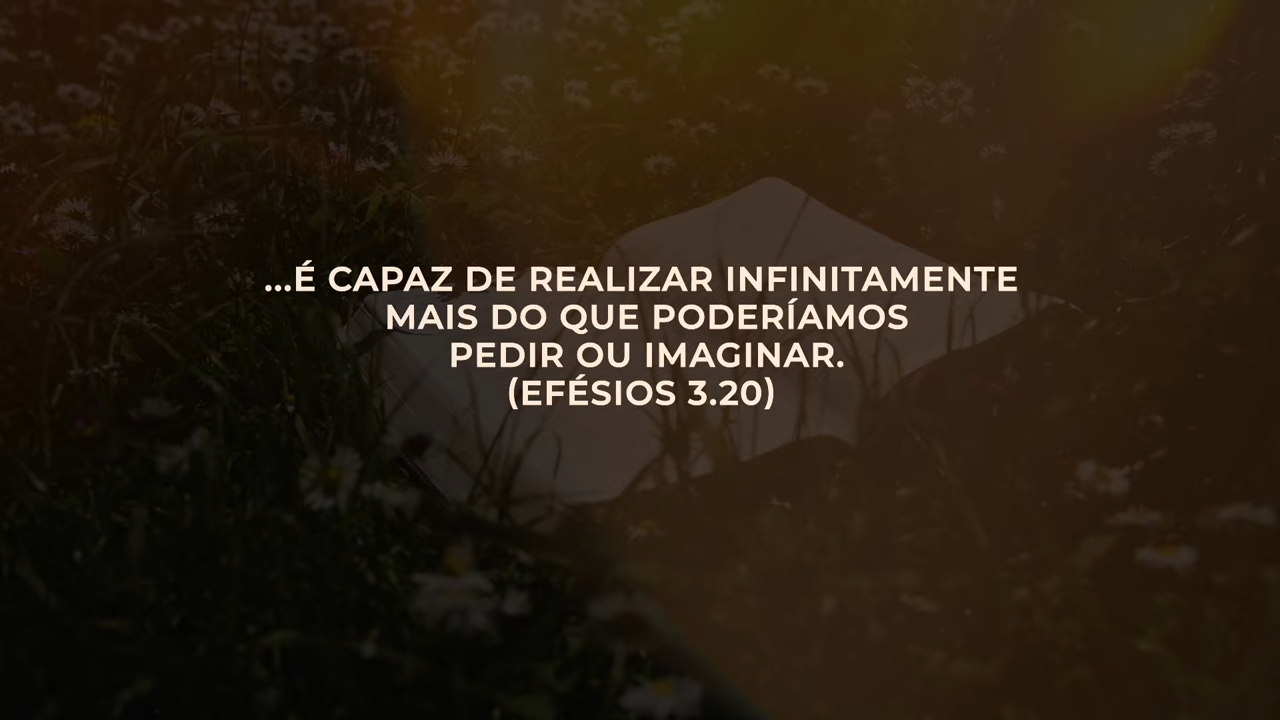 ...É CAPAZ DE REALIZAR INFINITAMENTE
MAIS DO QUE PODERÍAMOS
PEDIR OU IMAGINAR.
(EFÉSIOS 3.20)